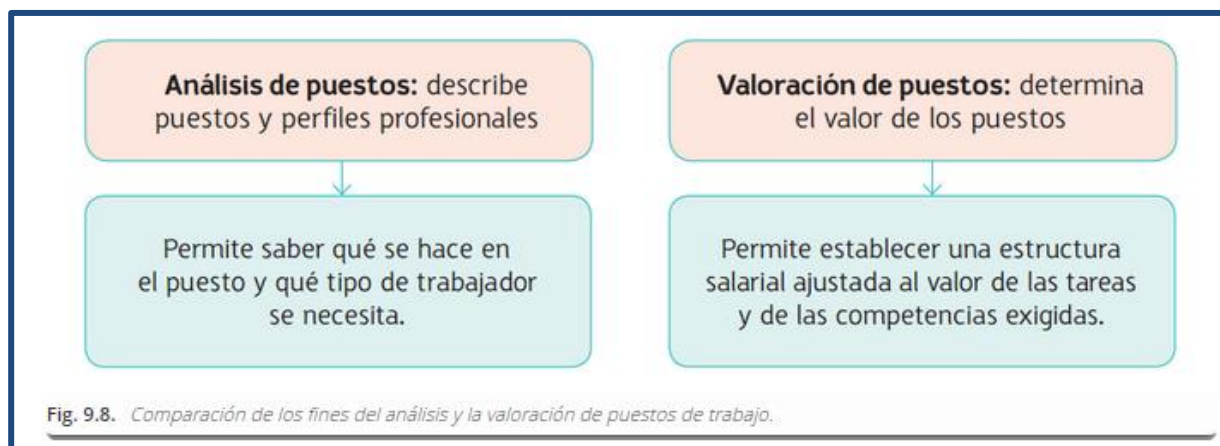 Análisis de puestos: describe
puestos y perfiles profesionales
Permite saber qué se hace en
el puesto y qué tipo de trabajador
se necesita.
Valoración de puestos: determina
el valor de los puestos
Permite establecer una estructura
salarial ajustada al valor de las tareas
y de las competencias exigidas.
Fig. 9.8. Comparación de los fines del análisis y la valoración de puestos de trabajo.